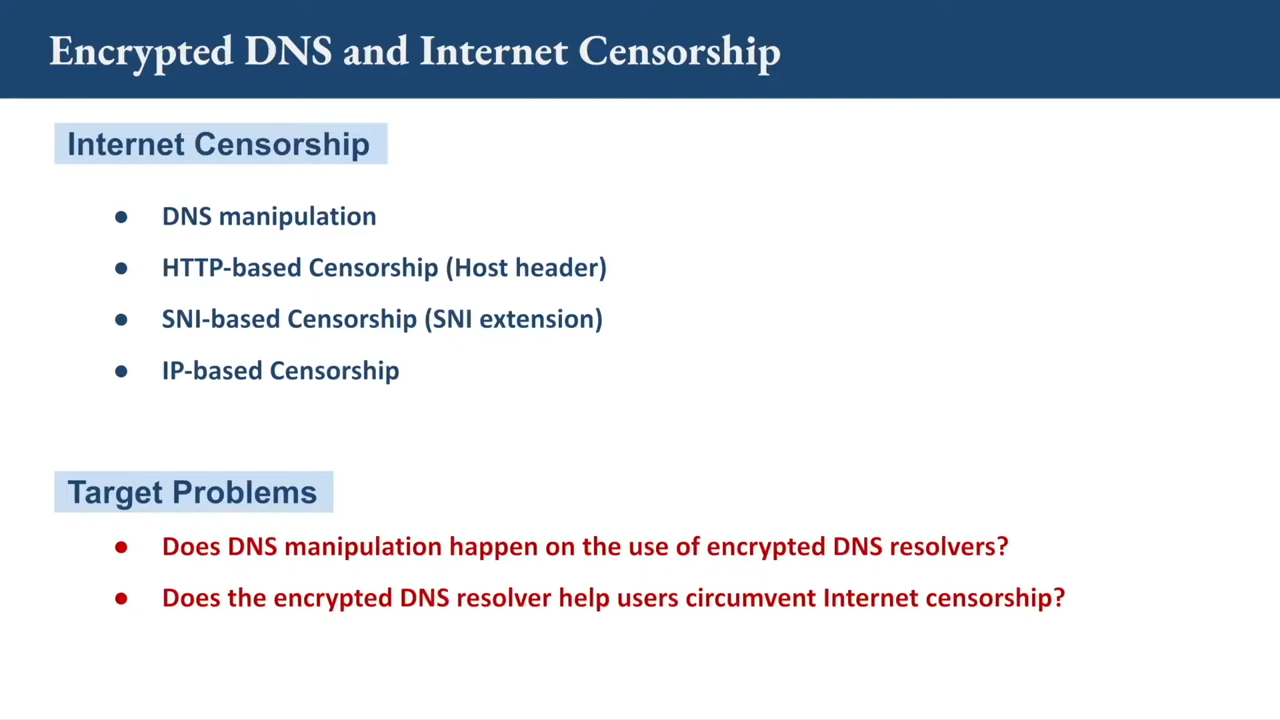 Encrypted DNS and Internet Censorship
Internet Censorship
● DNS manipulation
● HTTP-based Censorship (Host header)
● SNI-based Censorship (SNI extension)
● IP-based Censorship
Target Problems
● Does DNS manipulation happen on the use of encrypted DNS resolvers?
● Does the encrypted DNS resolver help users circumvent Internet censorship?